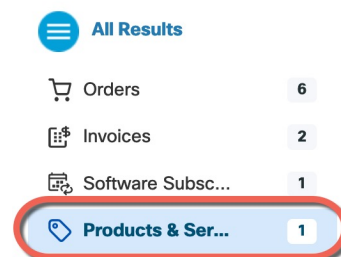 All Results
Orders 6
Invoices 2
Software Subsc... 1
Products & Ser... 1